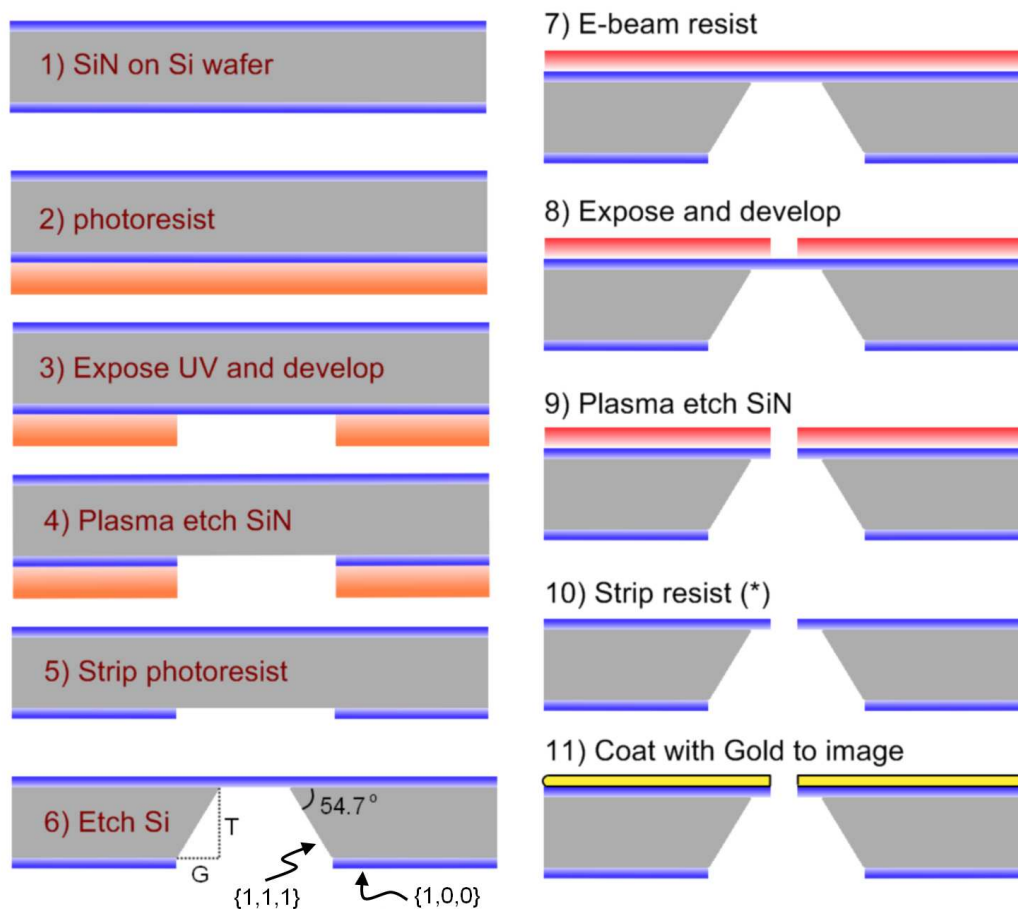 1) SiN on Si wafer
2) photoresist
3) Expose UV and develop
4) Plasma etch SiN
5) Strip photoresist
6) Etch Si
T
G
54.7°
{1,1,1}
{1,0,0}
7) E-beam resist
8) Expose and develop
9) Plasma etch SiN
10) Strip resist (*)
11) Coat with Gold to image